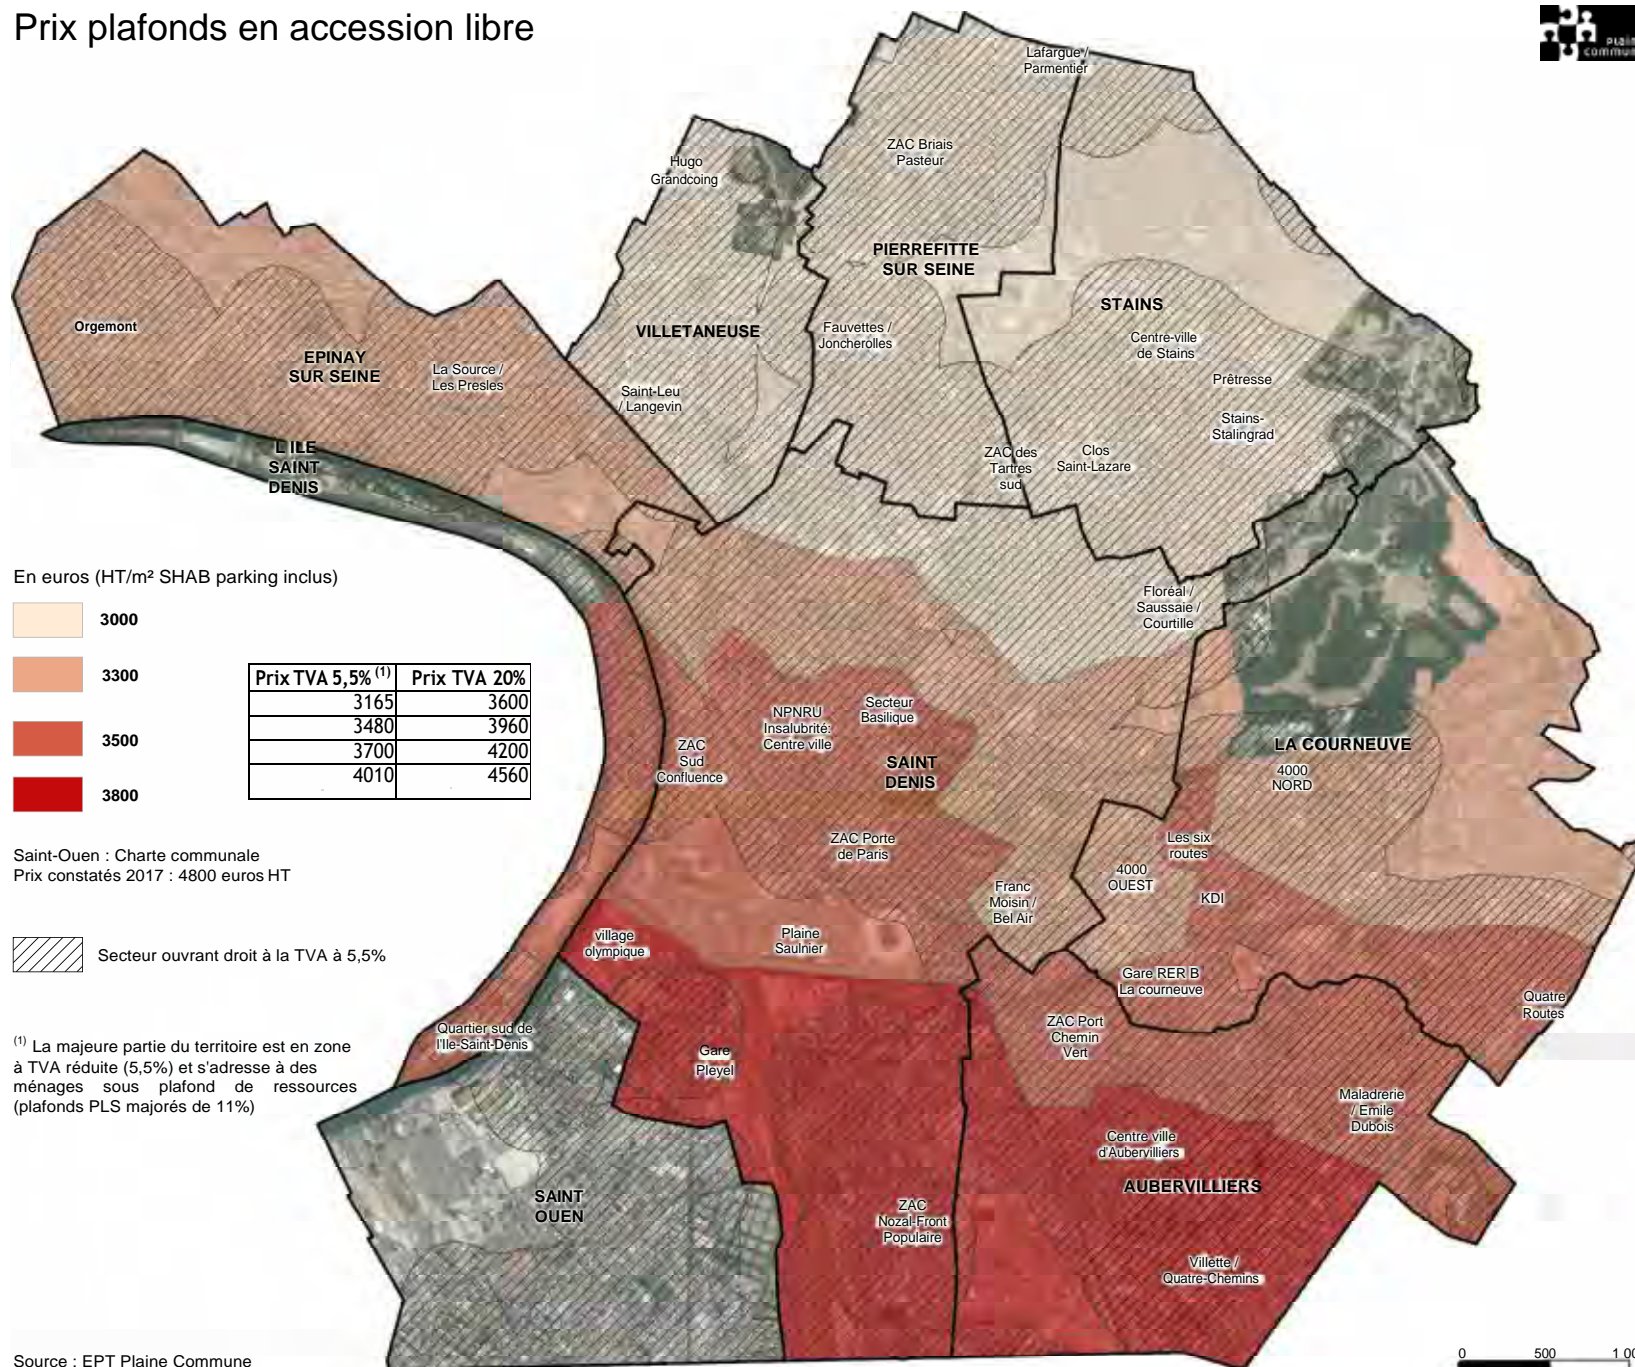 Prix plafonds en accession libre
plaine
commun
Lafargue /
Parmentier
ZAC Briais
Pasteur
Hugo
Grandcoing
PIERREFITTE
SUR SEINE
STAINS
Orgemont
EPINAY
SUR SEINE
La Source /
Les Presles
VILLETANEUSE
Fauvettes /
Joncherolles
Centre-ville
de Stains
Prêtresse
Saint-Leu
/ Langevin
Stains-
Stalingrad
L'ILE
SAINT
DENIS
ZAC des
Tartres
sud
Clos
Saint-Lazare
En euros (HT/m² SHAB parking inclus)
3000
3300
3500
3800
Prix TVA 5,5% (1) Prix TVA 20%
3165 3600
3480 3960
3700 4200
4010 4560
Floréal /
Saussaie /
Courtille
NPNRU
Insalubrité:
Centre ville
Secteur
Basilique
ZAC
Sud
Confluence
SAINT
DENIS
LA COURNEUVE
4000
NORD
ZAC Porte
de Paris
Les six
routes
4000
OUEST
KDI
Franc
Moisin /
Bel Air
Saint-Ouen : Charte communale
Prix constatés 2017 : 4800 euros HT
Secteur ouvrant droit à la TVA à 5,5%
village
olympique
Plaine
Saulnier
Gare RER B
La courneuve
Quatre
Routes
Quartier sud de
l'Ile-Saint-Denis
ZAC Port
Chemin
Vert
Gare
Pleyel
(1) La majeure partie du territoire est en zone
à TVA réduite (5,5%) et s'adresse à des
ménages sous plafond de ressources
(plafonds PLS majorés de 11%)
Maladrerie
/ Emile
Dubois
Centre ville
d'Aubervilliers
AUBERVILLIERS
SAINT
OUEN
ZAC
Nozal-Front
Populaire
Villette /
Quatre-Chemins
Source : EPT Plaine Commune
0 500 1 00